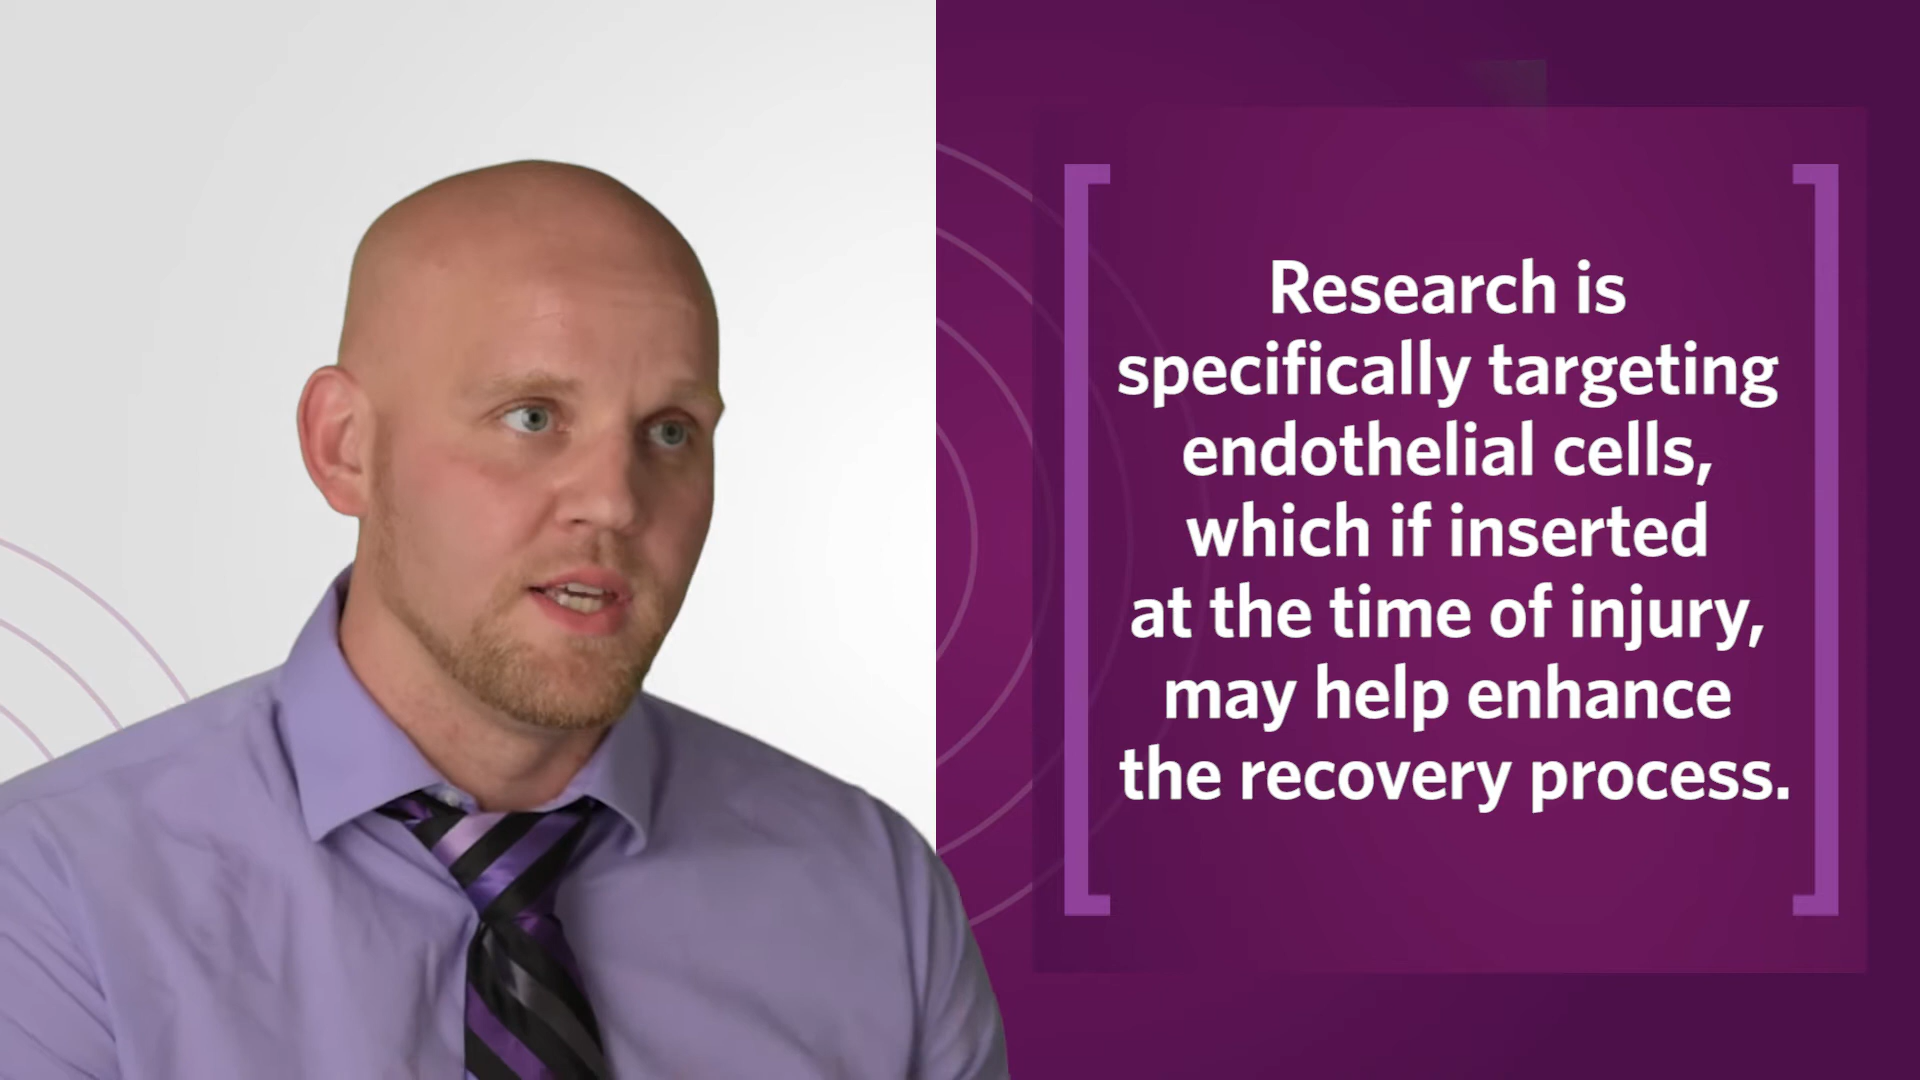 Research is
specifically targeting
endothelial cells,
which if inserted
at the time of injury,
may help enhance
the recovery process.